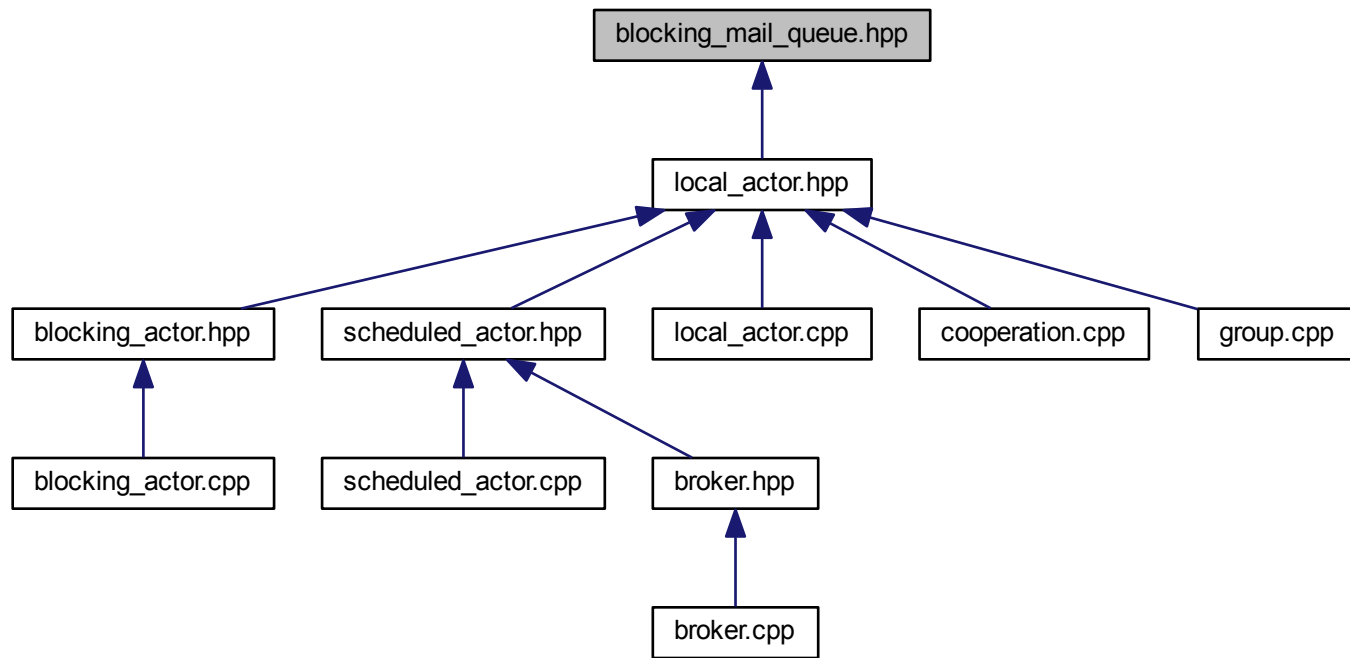 blocking_mail_queue.hpp
local_actor.hpp
blocking_actor.hpp
scheduled_actor.hpp
local_actor.cpp
cooperation.cpp
group.cpp
blocking_actor.cpp
scheduled_actor.cpp
broker.hpp
broker.cpp